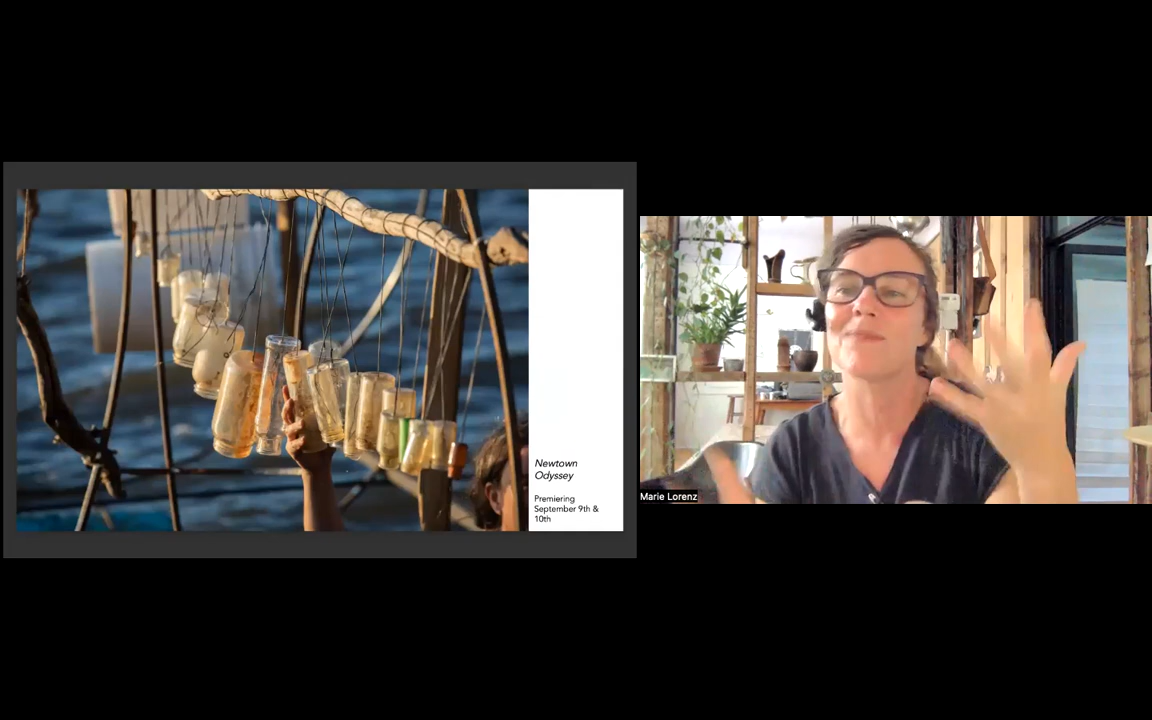 Newtown
Odyssey
Premiering
September 9th &
10th
Marie Lorenz